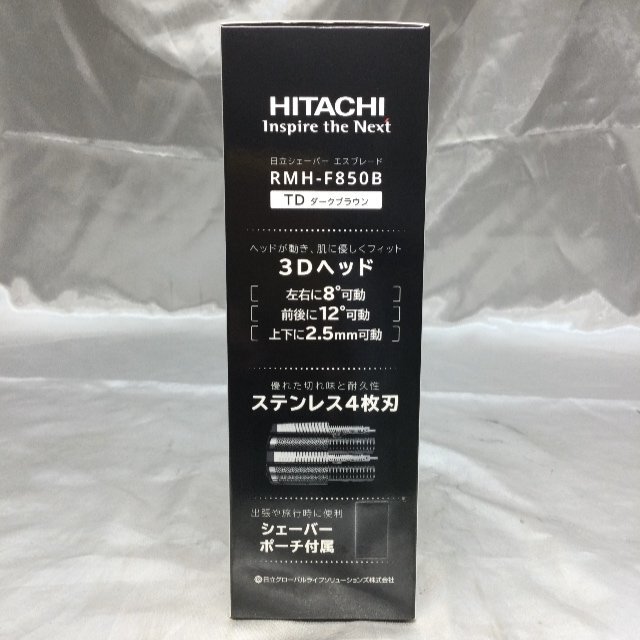 HITACHI
Inspire the Next
日立シェーバー エスブレード
RMH-F850B
TD ダークブラウン
ヘッドが動き、肌に優しくフィット
3Dヘッド
左右に8°可動
前後に12°可動
上下に2.5mm可動
優れた切れ味と耐久性
ステンレス4枚刃
出張や旅行時に便利
シェーバー
ポーチ付属
日立グローバルライフソリューションズ株式会社